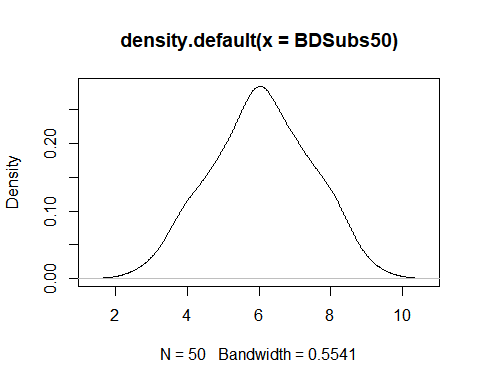 density.default(x = BDSubs50)
Density
0.20
0.10
0.00
2 4 6 8 10
N = 50 Bandwidth = 0.5541